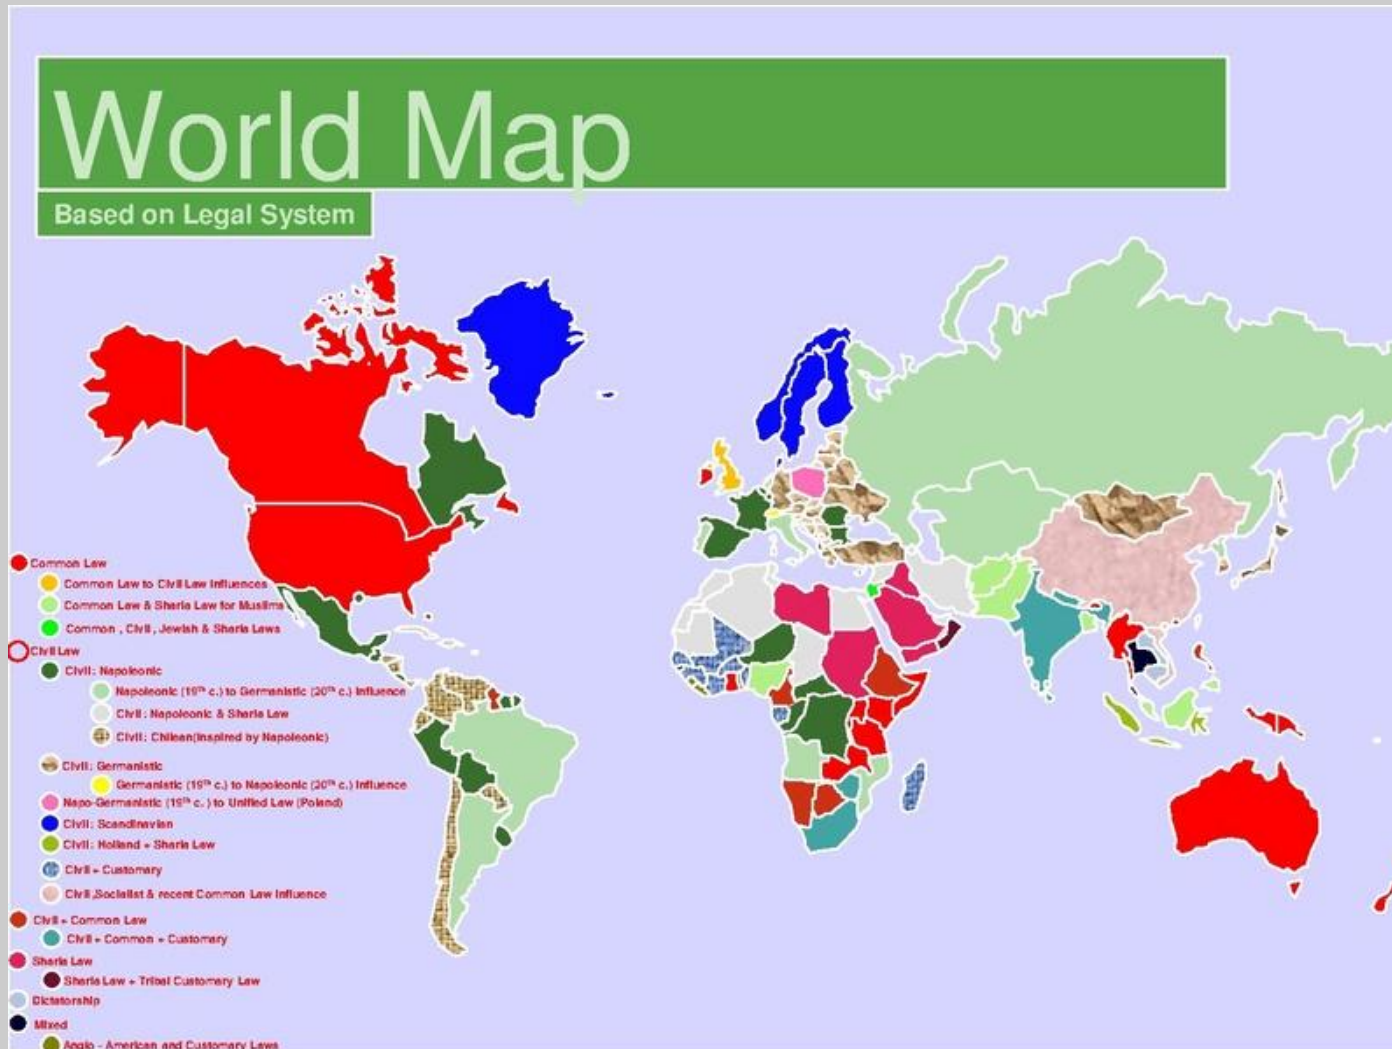 World Map
Based on Legal System
Common Law
Common Law to Civil Law Influences
Common Law & Sharia Law for Muslims
Common , Civil , Jewish & Sharia Laws
Civil Law
Civil : Napoleonic
Napoleonic (19th c.) to Germanistic (20th c.) Influence
Civil : Napoleonic & Sharia Law
Civil : Chilean(Inspired by Napoleonic)
Civil : Germanistic
Germanistic (19th c.) to Napoleonic (20th c.) Influence
Napo-Germanistic (19th c. ) to Unified Law (Poland)
Civil : Scandinavian
Civil : Holland + Sharia Law
Civil + Customary
Civil ,Socialist & recent Common Law Influence
Civil + Common Law
Civil + Common + Customary
Sharia Law
Sharia Law + Tribal Customary Law
Dictatorship
Mixed
Anglo - American and Customary Laws